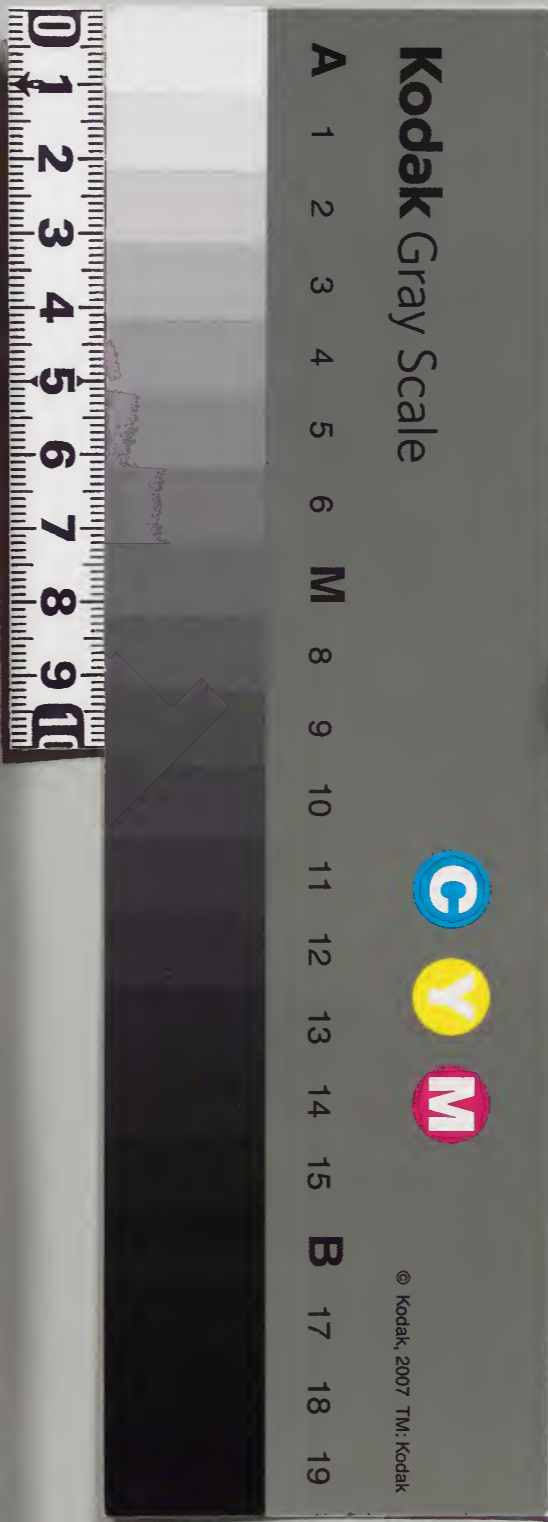 Kodak Gray Scale
C Y M
© Kodak, 2007 TM: Kodak
A 1 2 3 4 5 6 M 8 9 10 11 12 13 14 15 B 17 18 19
0 1 2 3 4 5 6 7 8 9 10